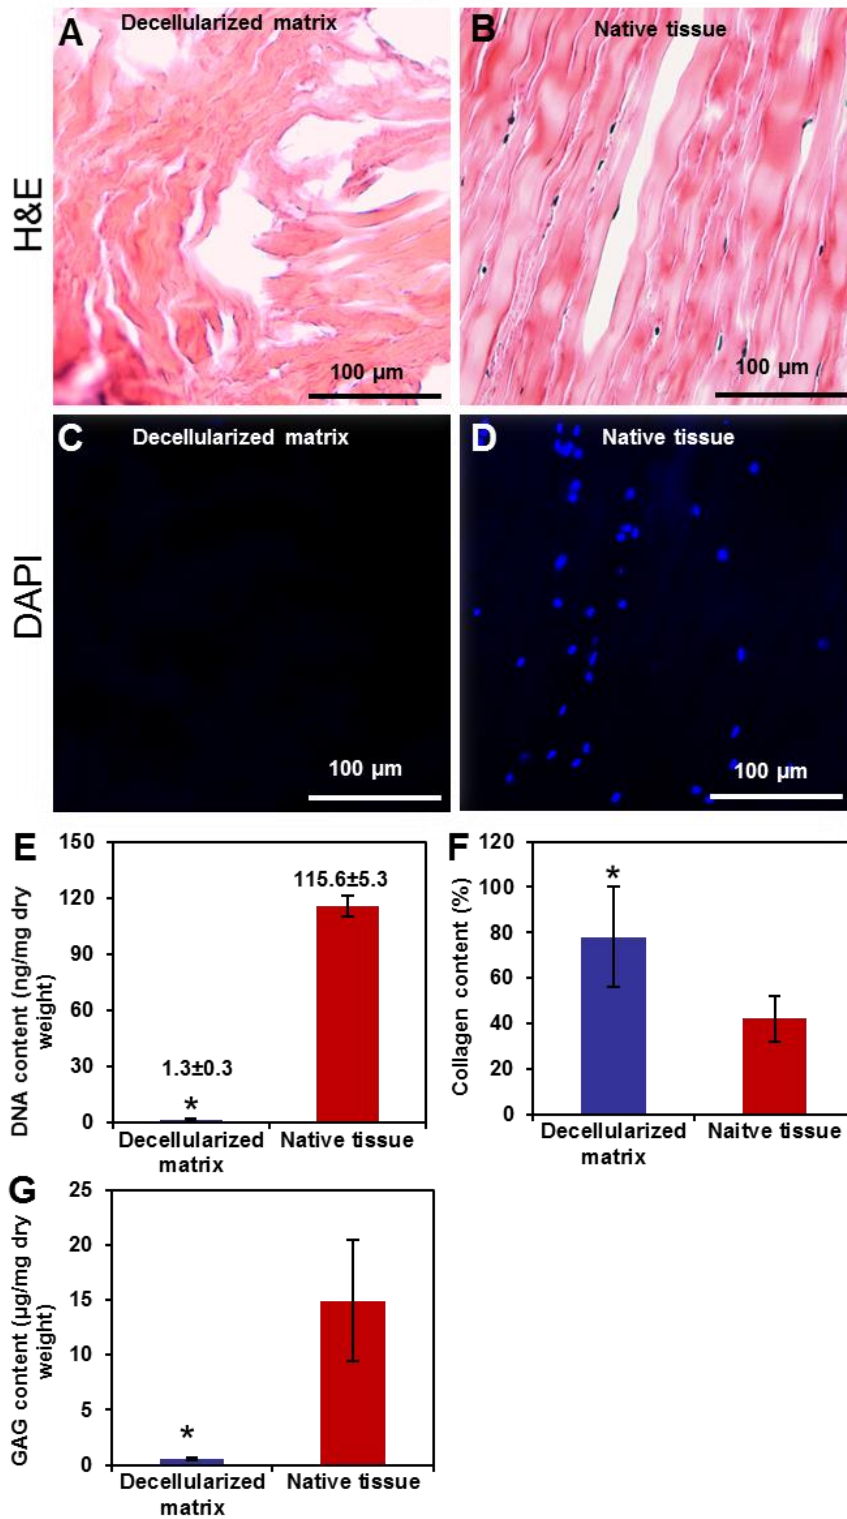 A
Decellularized matrix
B
Native tissue
H&E
100 µm
100 µm
C
Decellularized matrix
D
Native tissue
DAPI
100 µm
100 µm
E
DNA content (ng/mg dry
weight)
150
120
90
60
30
0
115.6±5.3
1.3±0.3
*
Decellularized
matrix
Native tissue
F
Collagen content (%)
120
100
80
60
40
20
0
*
Decellularized
matrix
Naitve tissue
G
GAG content (µg/mg dry
weight)
25
20
15
10
5
0
*
Decellularized
matrix
Native tissue